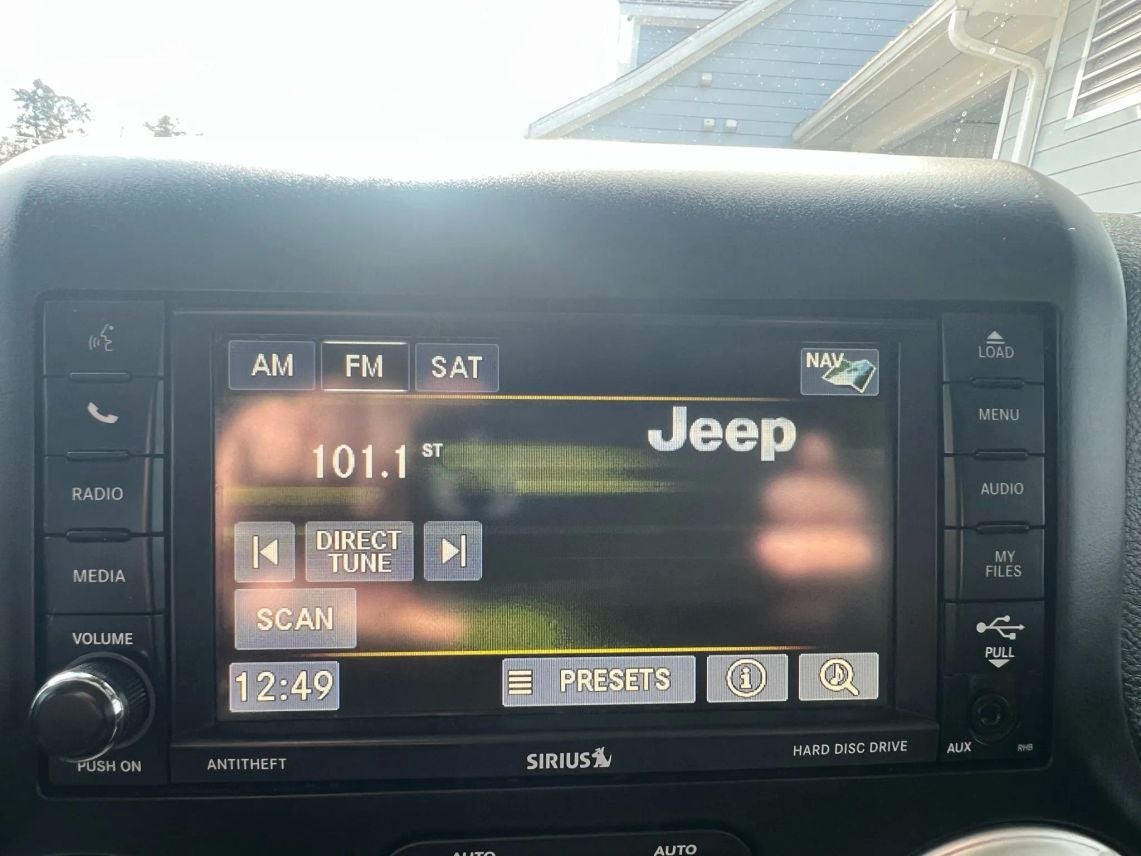 AM
FM
SAT
NAV
Jeep
101.1 ST
DIRECT
TUNE
SCAN
12:49
PRESETS
i
RADIO
MEDIA
VOLUME
PUSH ON
LOAD
MENU
AUDIO
MY
FILES
PULL
AUX
RHB
ANTITHEFT
SIRIUS
HARD DISC DRIVE
AUTO
AUTO